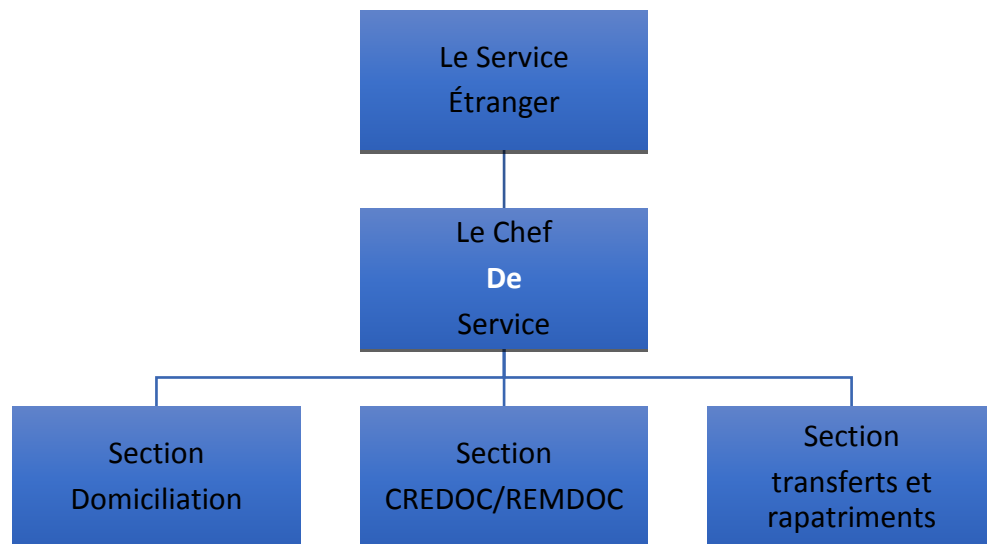 Le Service
Étranger
Le Chef
De
Service
Section
Domiciliation
Section
CREDOC/REMDOC
Section
transferts et
rapatriments